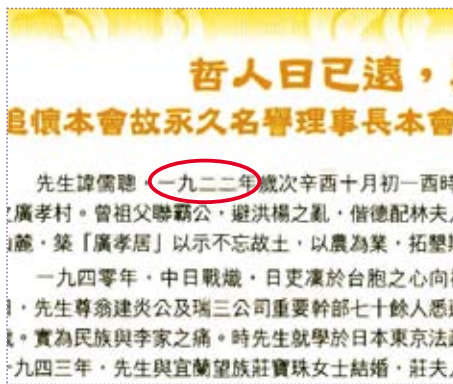 哲人日已遠，
追懷本會故永久名譽理事長本會
先生諱儒聰，一九二二年歲次辛酉十月初一酉時
廣孝村。曾祖父聯霸公，避洪楊之亂，偕德配林夫
麓，築「廣孝居」以示不忘故土，以農為業，拓墾
一九四零年，中日戰熾，日吏凜於台胞之心向
，先生尊翁建炎公及瑞三公司重要幹部七十餘人悉
。實為民族與李家之痛。時先生就學於日本東京法
一九四三年，先生與宜蘭望族莊寶珠女士結婚，莊夫